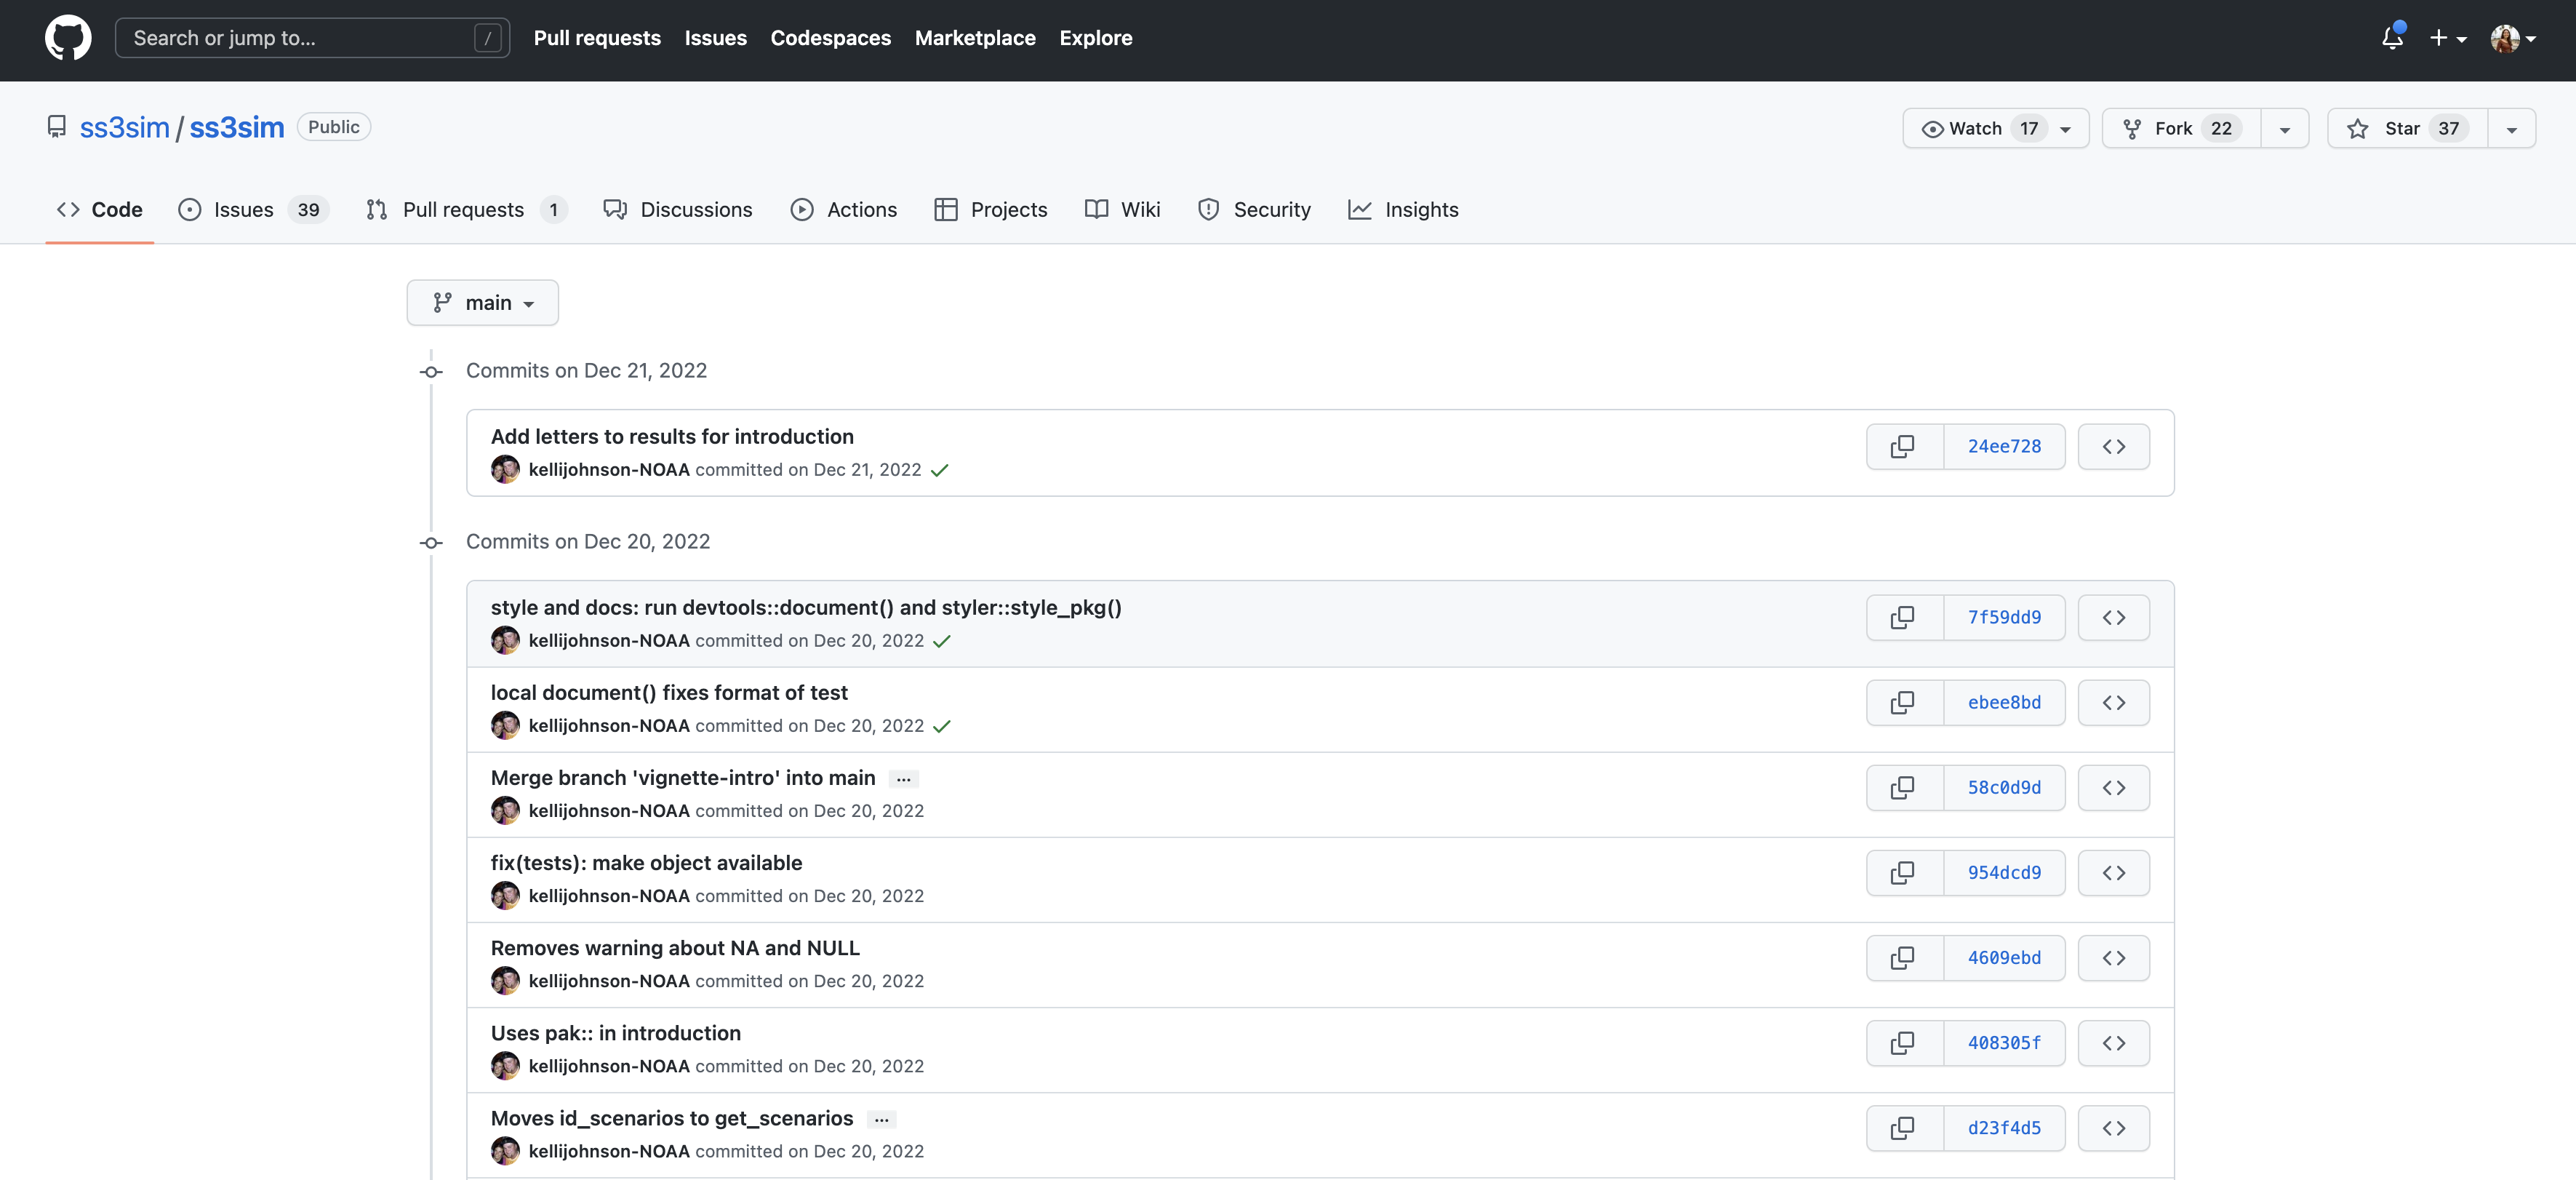 Search or jump to... / Pull requests Issues Codespaces Marketplace Explore
ss3sim / ss3sim Public Watch 17 Fork 22 Star 37
Code Issues 39 Pull requests 1 Discussions Actions Projects Wiki Security Insights
main
Commits on Dec 21, 2022
Add letters to results for introduction
kellijohnson-NOAA committed on Dec 21, 2022
24ee728
Commits on Dec 20, 2022
style and docs: run devtools::document() and styler::style_pkg()
kellijohnson-NOAA committed on Dec 20, 2022
7f59dd9
local document() fixes format of test
kellijohnson-NOAA committed on Dec 20, 2022
ebee8bd
Merge branch 'vignette-intro' into main ...
kellijohnson-NOAA committed on Dec 20, 2022
58c0d9d
fix(tests): make object available
kellijohnson-NOAA committed on Dec 20, 2022
954dcd9
Removes warning about NA and NULL
kellijohnson-NOAA committed on Dec 20, 2022
4609ebd
Uses pak:: in introduction
kellijohnson-NOAA committed on Dec 20, 2022
408305f
Moves id_scenarios to get_scenarios ...
kellijohnson-NOAA committed on Dec 20, 2022
d23f4d5